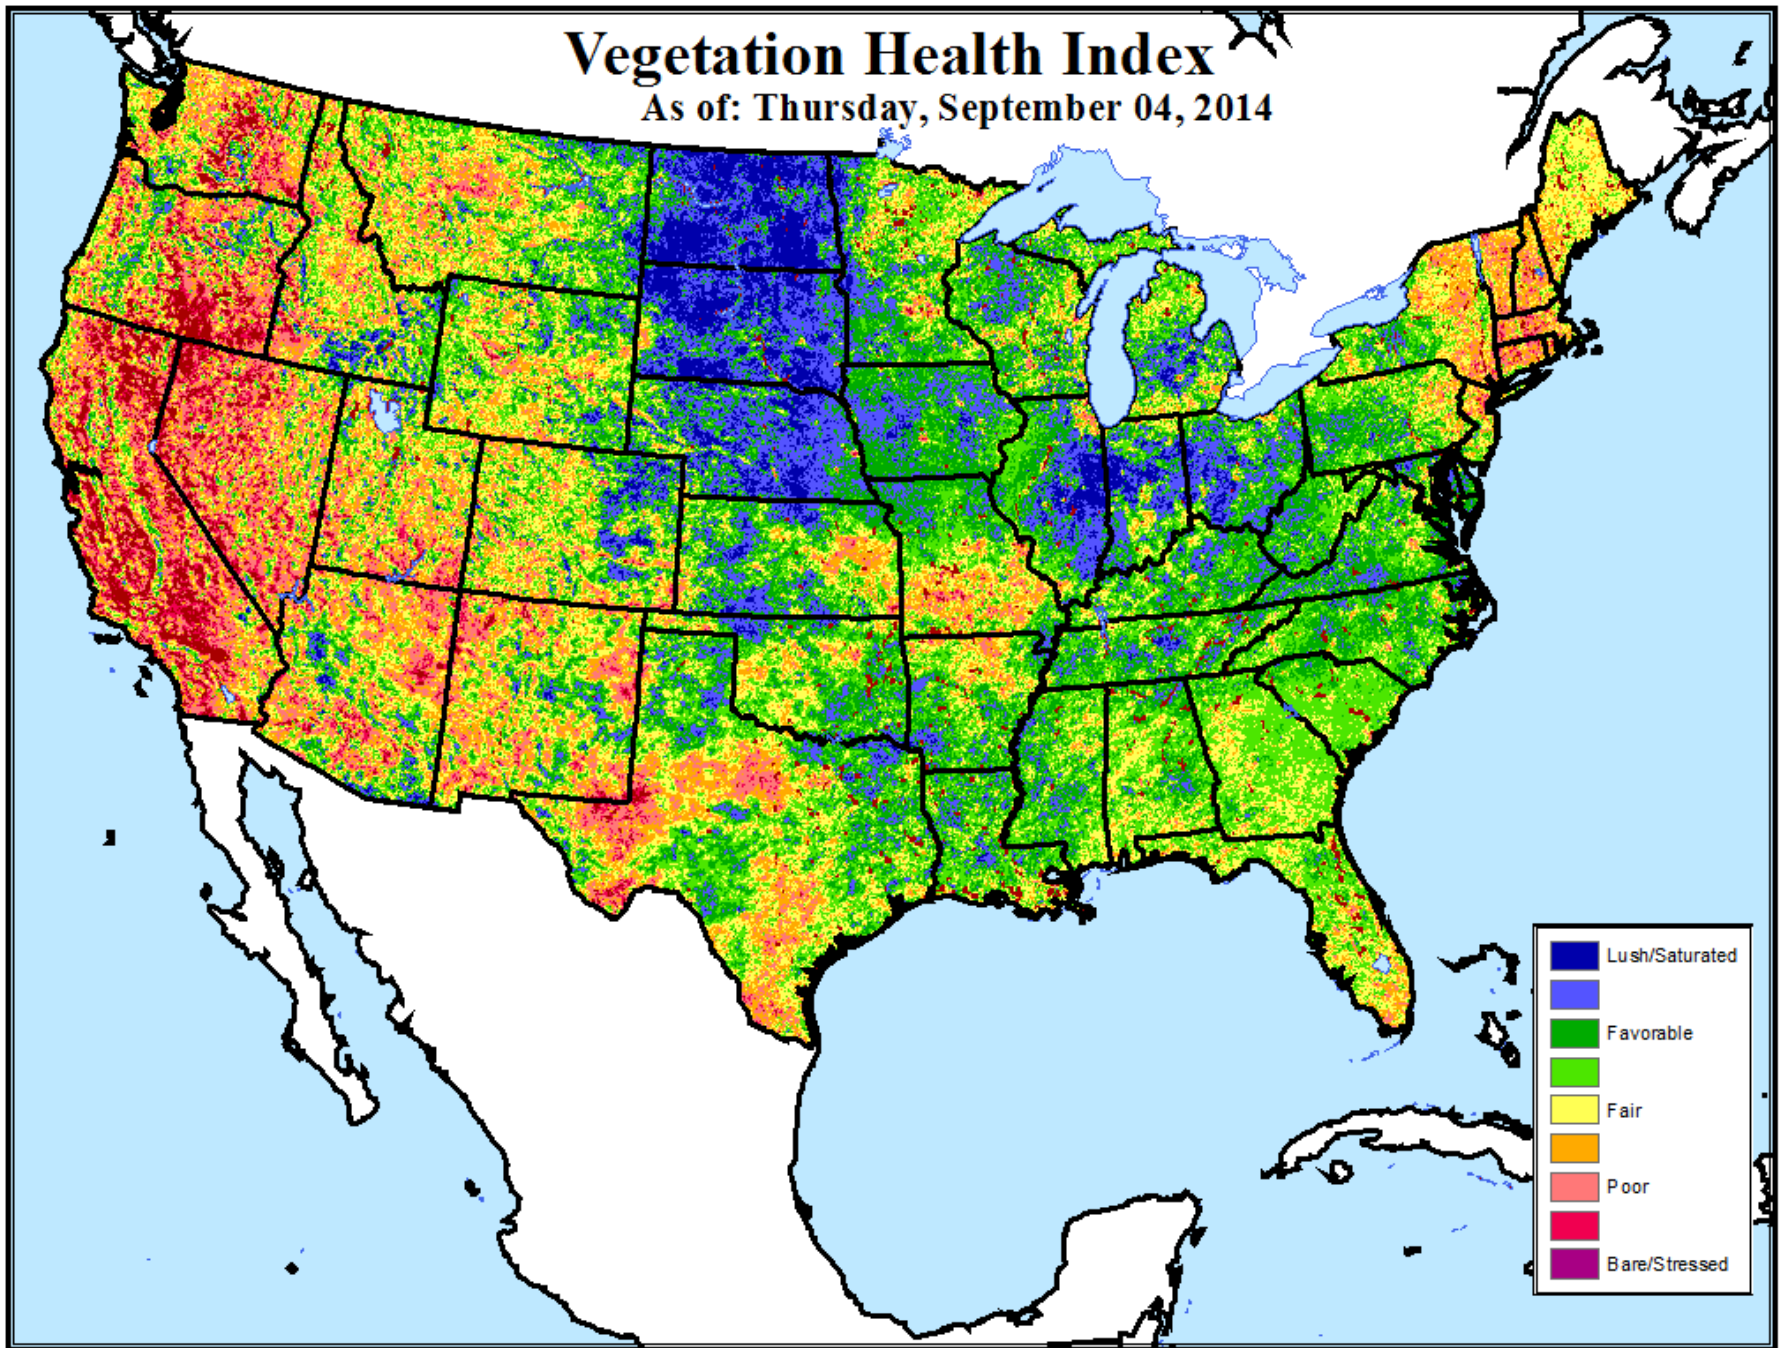 Vegetation Health Index
As of: Thursday, September 04, 2014
Lush/Saturated
Favorable
Fair
Poor
Bare/Stressed